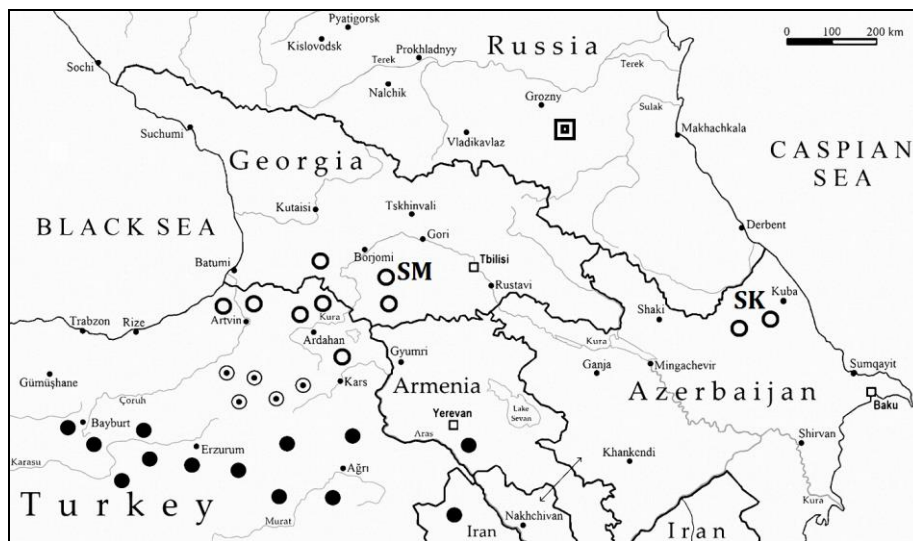 Pyatigorsk
0 100 200 km
Kislovodsk
Russia
Prokhladnyy
Sochi
Terek
Terek
Nalchik
Grozny
Sulak
Suchumi
Vladikavlaz
Makhachkala
Georgia
CASPIAN
SEA
Kutaisi
Tskhinvali
BLACK SEA
Gori
Derbent
Borjomi
SM
Tbilisi
Batumi
Rustavi
SK
Kuba
Shaki
Artvin
Kura
Trabzon
Rize
Ardahan
Kura
Gyumri
Ganja
Mingachevir
Sumqayit
Gümüşhane
Kars
Armenia
Azerbaijan
Çoruh
Lake
Sevan
Baku
Bayburt
Yerevan
Aras
Shirvan
Erzurum
Khankendi
Karasu
Ağrı
Turkey
Kura
Murat
Iran
Nakhchivan
Iran